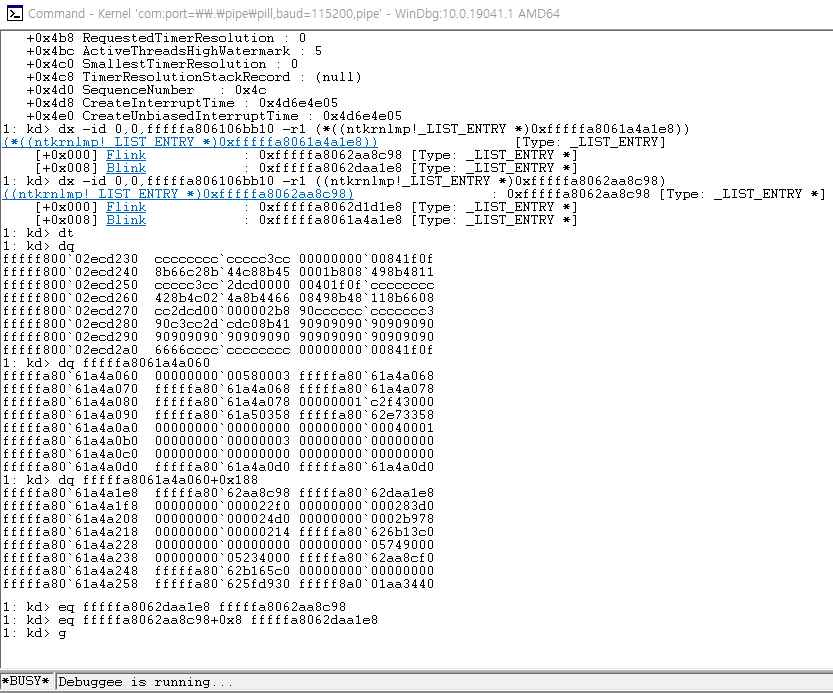 Command - Kernel 'com:port=₩₩.₩pipe₩pill,baud=115200,pipe' - WinDbg:10.0.19041.1 AMD64
+0x4b8 RequestedTimerResolution : 0
+0x4bc ActiveThreadsHighWatermark : 5
+0x4c0 SmallestTimerResolution : 0
+0x4c8 TimerResolutionStackRecord : (null)
+0x4d0 SequenceNumber   : 0x4c
+0x4d8 CreateInterruptTime : 0x4d6e4e05
+0x4e0 CreateUnbiasedInterruptTime : 0x4d6e4e05
1: kd> dx -id 0,0,fffffa806106bb10 -r1 (*((ntkrnlmp!_LIST_ENTRY *)0xfffffa8061a4a1e8))
(*((ntkrnlmp!_LIST_ENTRY *)0xfffffa8061a4a1e8))                 [Type: _LIST_ENTRY]
[+0x000] Flink            : 0xfffffa8062aa8c98 [Type: _LIST_ENTRY *]
[+0x008] Blink            : 0xfffffa8062daa1e8 [Type: _LIST_ENTRY *]
1: kd> dx -id 0,0,fffffa806106bb10 -r1 ((ntkrnlmp!_LIST_ENTRY *)0xfffffa8062aa8c98)
((ntkrnlmp!_LIST_ENTRY *)0xfffffa8062aa8c98)                 : 0xfffffa8062aa8c98 [Type: _LIST_ENTRY *]
[+0x000] Flink            : 0xfffffa8062d1d1e8 [Type: _LIST_ENTRY *]
[+0x008] Blink            : 0xfffffa8061a4a1e8 [Type: _LIST_ENTRY *]
1: kd> dt
1: kd> dq
fffff800`02ecd230  cccccccc`ccccc3cc 00000000`00841f0f
fffff800`02ecd240  8b66c28b`44c88b45 0001b808`498b4811
fffff800`02ecd250  ccccc3cc`2dcd0000 00401f0f`cccccccc
fffff800`02ecd260  428b4c02`4a8b4466 08498b48`118b6608
fffff800`02ecd270  cc2dcd00`000002b8 90cccccc`ccccccc3
fffff800`02ecd280  90c3cc2d`cdc08b41 90909090`90909090
fffff800`02ecd290  90909090`90909090 90909090`90909090
fffff800`02ecd2a0  6666cccc`cccccccc 00000000`00841f0f
1: kd> dq fffffa8061a4a060
fffffa80`61a4a060  00000000`00580003 fffffa80`61a4a068
fffffa80`61a4a070  fffffa80`61a4a068 fffffa80`61a4a078
fffffa80`61a4a080  fffffa80`61a4a078 00000001`c2f43000
fffffa80`61a4a090  fffffa80`61a50358 fffffa80`62e73358
fffffa80`61a4a0a0  00000000`00000000 00000000`00040001
fffffa80`61a4a0b0  00000000`00000003 00000000`00000000
fffffa80`61a4a0c0  00000000`00000000 00000000`00000000
fffffa80`61a4a0d0  fffffa80`61a4a0d0 fffffa80`61a4a0d0
1: kd> dq fffffa8061a4a060+0x188
fffffa80`61a4a1e8  fffffa80`62aa8c98 fffffa80`62daa1e8
fffffa80`61a4a1f8  00000000`000022f0 00000000`000283d0
fffffa80`61a4a208  00000000`000024d0 00000000`0002b978
fffffa80`61a4a218  00000000`00000214 fffffa80`626b13c0
fffffa80`61a4a228  00000000`00000000 00000000`05749000
fffffa80`61a4a238  00000000`05234000 fffffa80`62aa8cf0
fffffa80`61a4a248  fffffa80`62b165c0 00000000`00000000
fffffa80`61a4a258  fffffa80`625fd930 fffff8a0`01aa3440
1: kd> eq fffffa8062daa1e8 fffffa8062aa8c98
1: kd> eq fffffa8062aa8c98+0x8 fffffa8062daa1e8
1: kd> g
*BUSY* Debuggee is running...